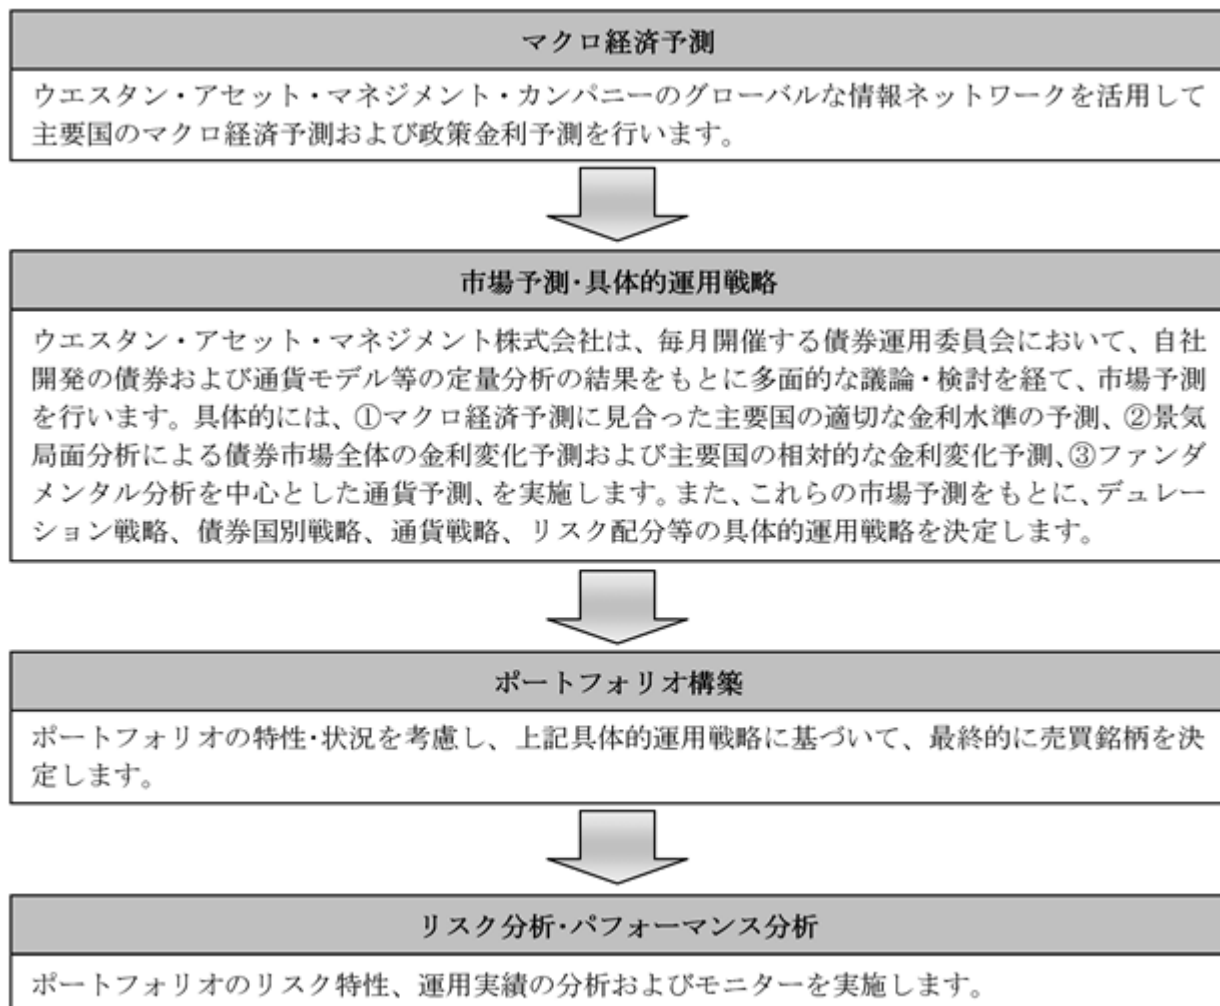 マクロ経済予測
ウエスタン・アセット・マネジメント・カンパニーのグローバルな情報ネットワークを活用して
主要国のマクロ経済予測および政策金利予測を行います。
市場予測・具体的運用戦略
ウエスタン・アセット・マネジメント株式会社は、毎月開催する債券運用委員会において、自社
開発の債券および通貨モデル等の定量分析の結果をもとに多面的な議論・検討を経て、市場予測
を行います。具体的には、①マクロ経済予測に見合った主要国の適切な金利水準の予測、②景気
局面分析による債券市場全体の金利変化予測および主要国の相対的な金利変化予測、③ファンダ
メンタル分析を中心とした通貨予測、を実施します。また、これらの市場予測をもとに、デュレー
ション戦略、債券国別戦略、通貨戦略、リスク配分等の具体的運用戦略を決定します。
ポートフォリオ構築
ポートフォリオの特性・状況を考慮し、上記具体的運用戦略に基づいて、最終的に売買銘柄を決
定します。
リスク分析・パフォーマンス分析
ポートフォリオのリスク特性、運用実績の分析およびモニターを実施します。